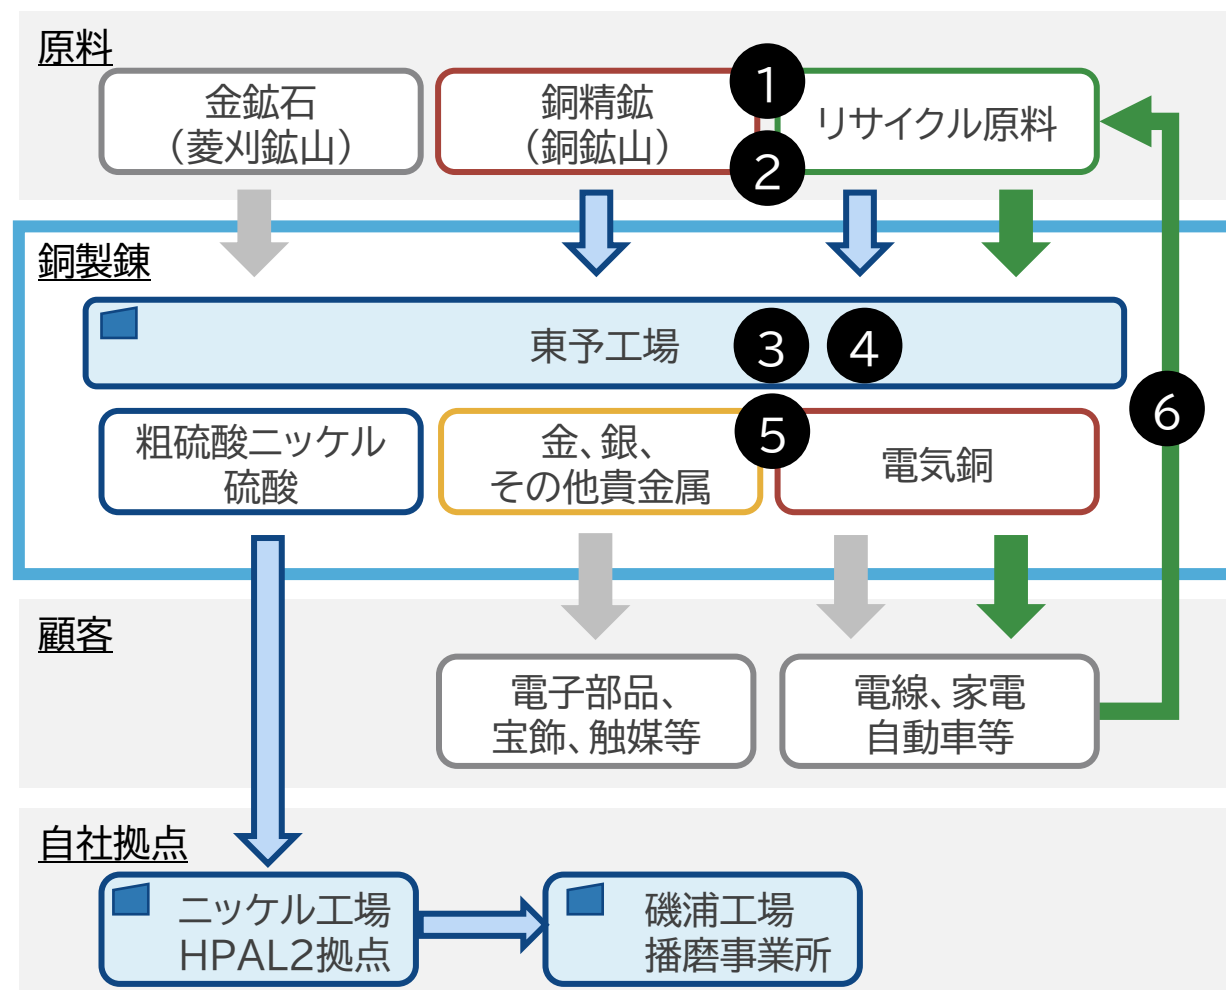 原料
金鉱石
（菱刈鉱山）
銅精鉱
（銅鉱山）
1
2
リサイクル原料
銅製錬
東予工場
3
4
粗硫酸ニッケル
硫酸
金、銀、
その他貴金属
5
電気銅
6
顧客
電子部品、
宝飾、触媒等
電線、家電
自動車等
自社拠点
ニッケル工場
HPAL2拠点
磯浦工場
播磨事業所